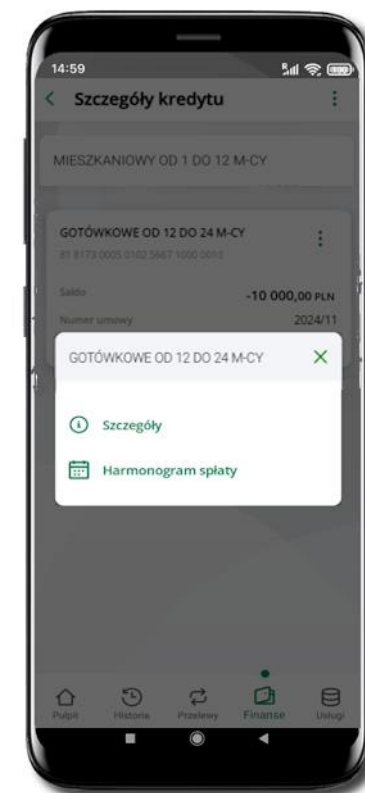 14:59
Szczegóły kredytu
MIESZKANIOWY OD 1 DO 12 M-CY
GOTÓWKOWE OD 12 DO 24 M-CY
81 8173 0005 0102 5667 1000 0010
Saldo -10 000,00 PLN
Numer umowy 2024/11
GOTÓWKOWE OD 12 DO 24 M-CY
Szczegóły
Harmonogram spłaty
Pulpit Historia Przelewy Finanse Usługi